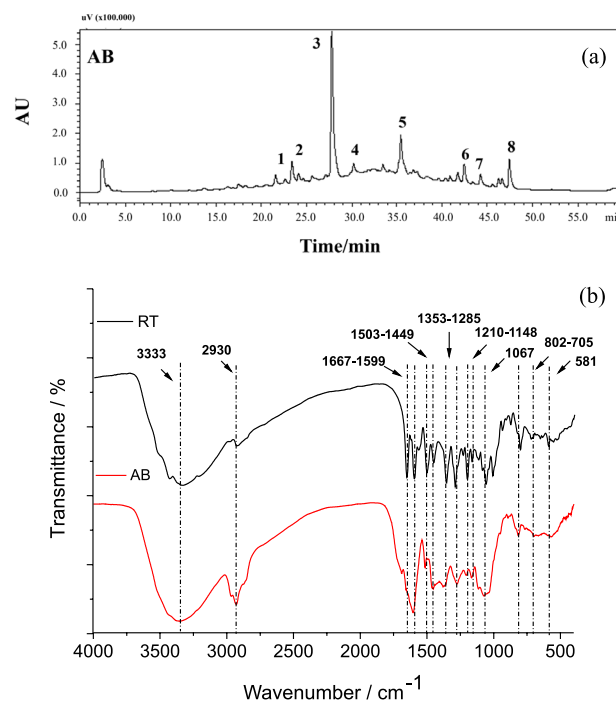 uV (x100.000)
AB
(a)
3
5
1
2
4
6
7
8
AU
5.0
4.0
3.0
2.0
1.0
0.0
0.0 5.0 10.0 15.0 20.0 25.0 30.0 35.0 40.0 45.0 50.0 55.0 mi
Time/min
(b)
RT
1353-1285
1503-1449
1210-1148
3333
2930
1067
802-705
1667-1599
581
AB
Transmittance / %
4000 3500 3000 2500 2000 1500 1000 500
Wavenumber / cm⁻¹